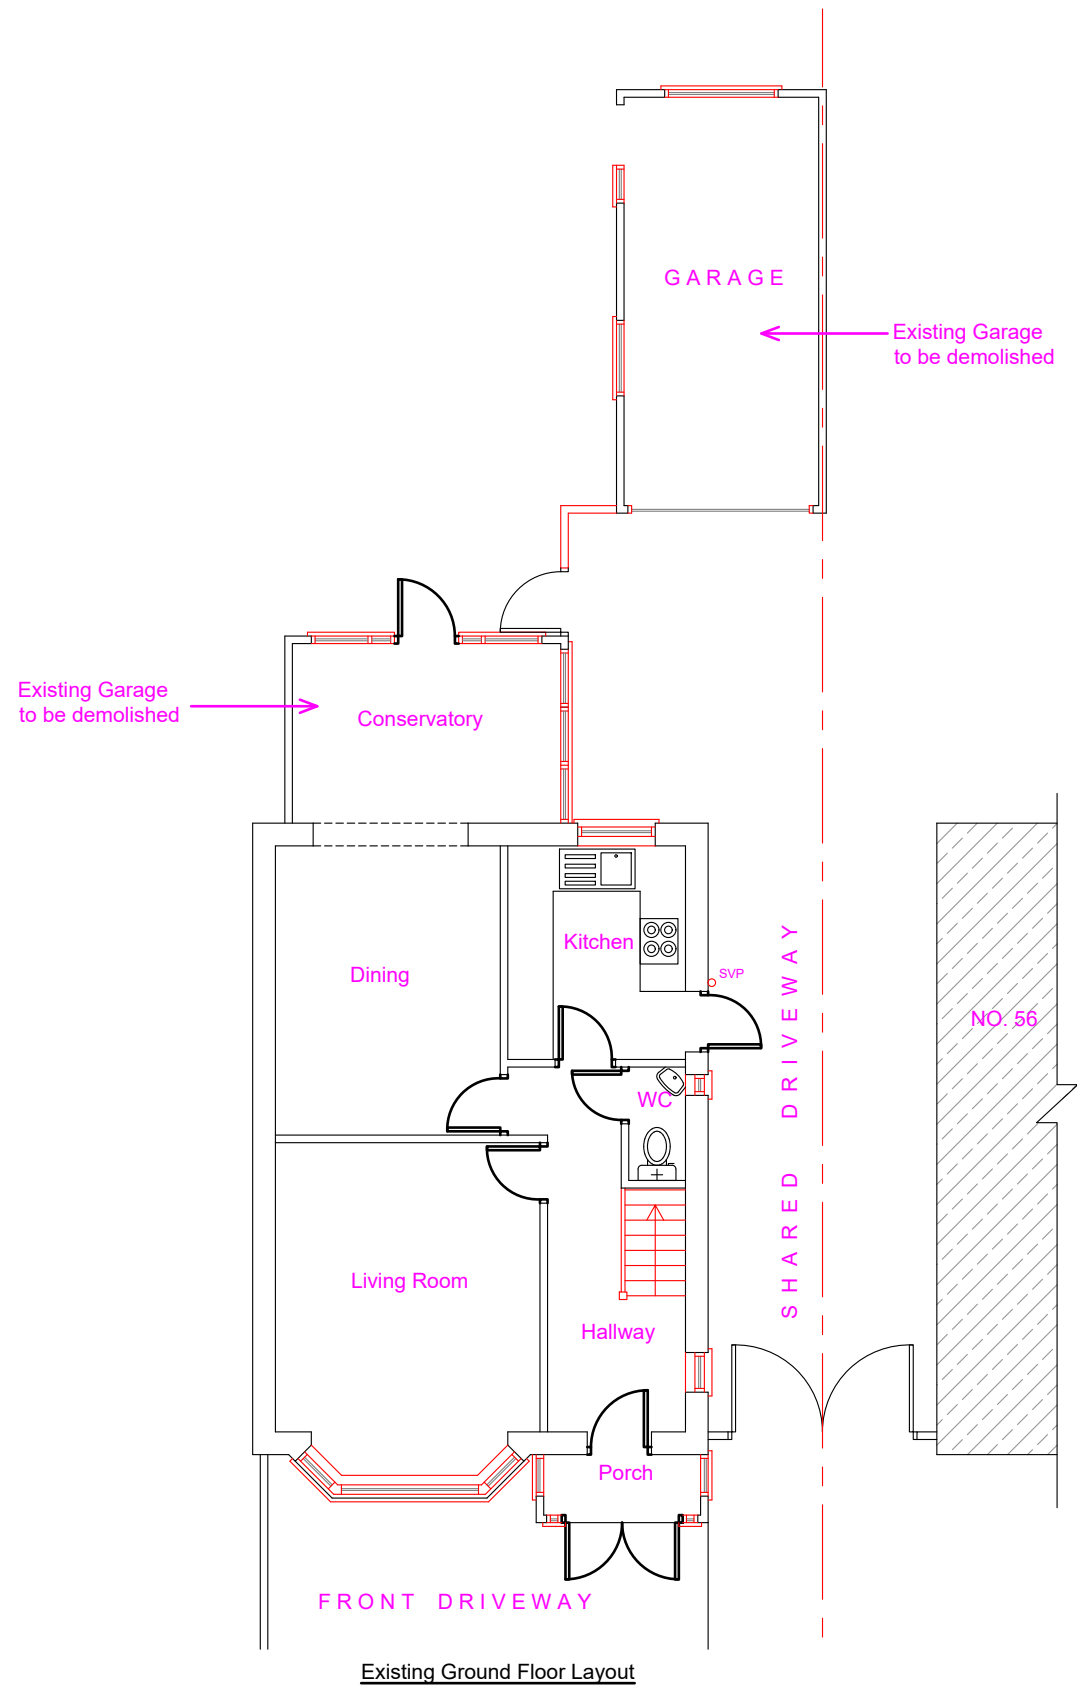 G A R A G E
Existing Garage
to be demolished
Existing Garage
to be demolished
Conservatory
Kitchen
Dining
SVP
NO. 56
WC
SHARED DRIVEWAY
Living Room
Hallway
Porch
FRONT DRIVEWAY
Existing Ground Floor Layout